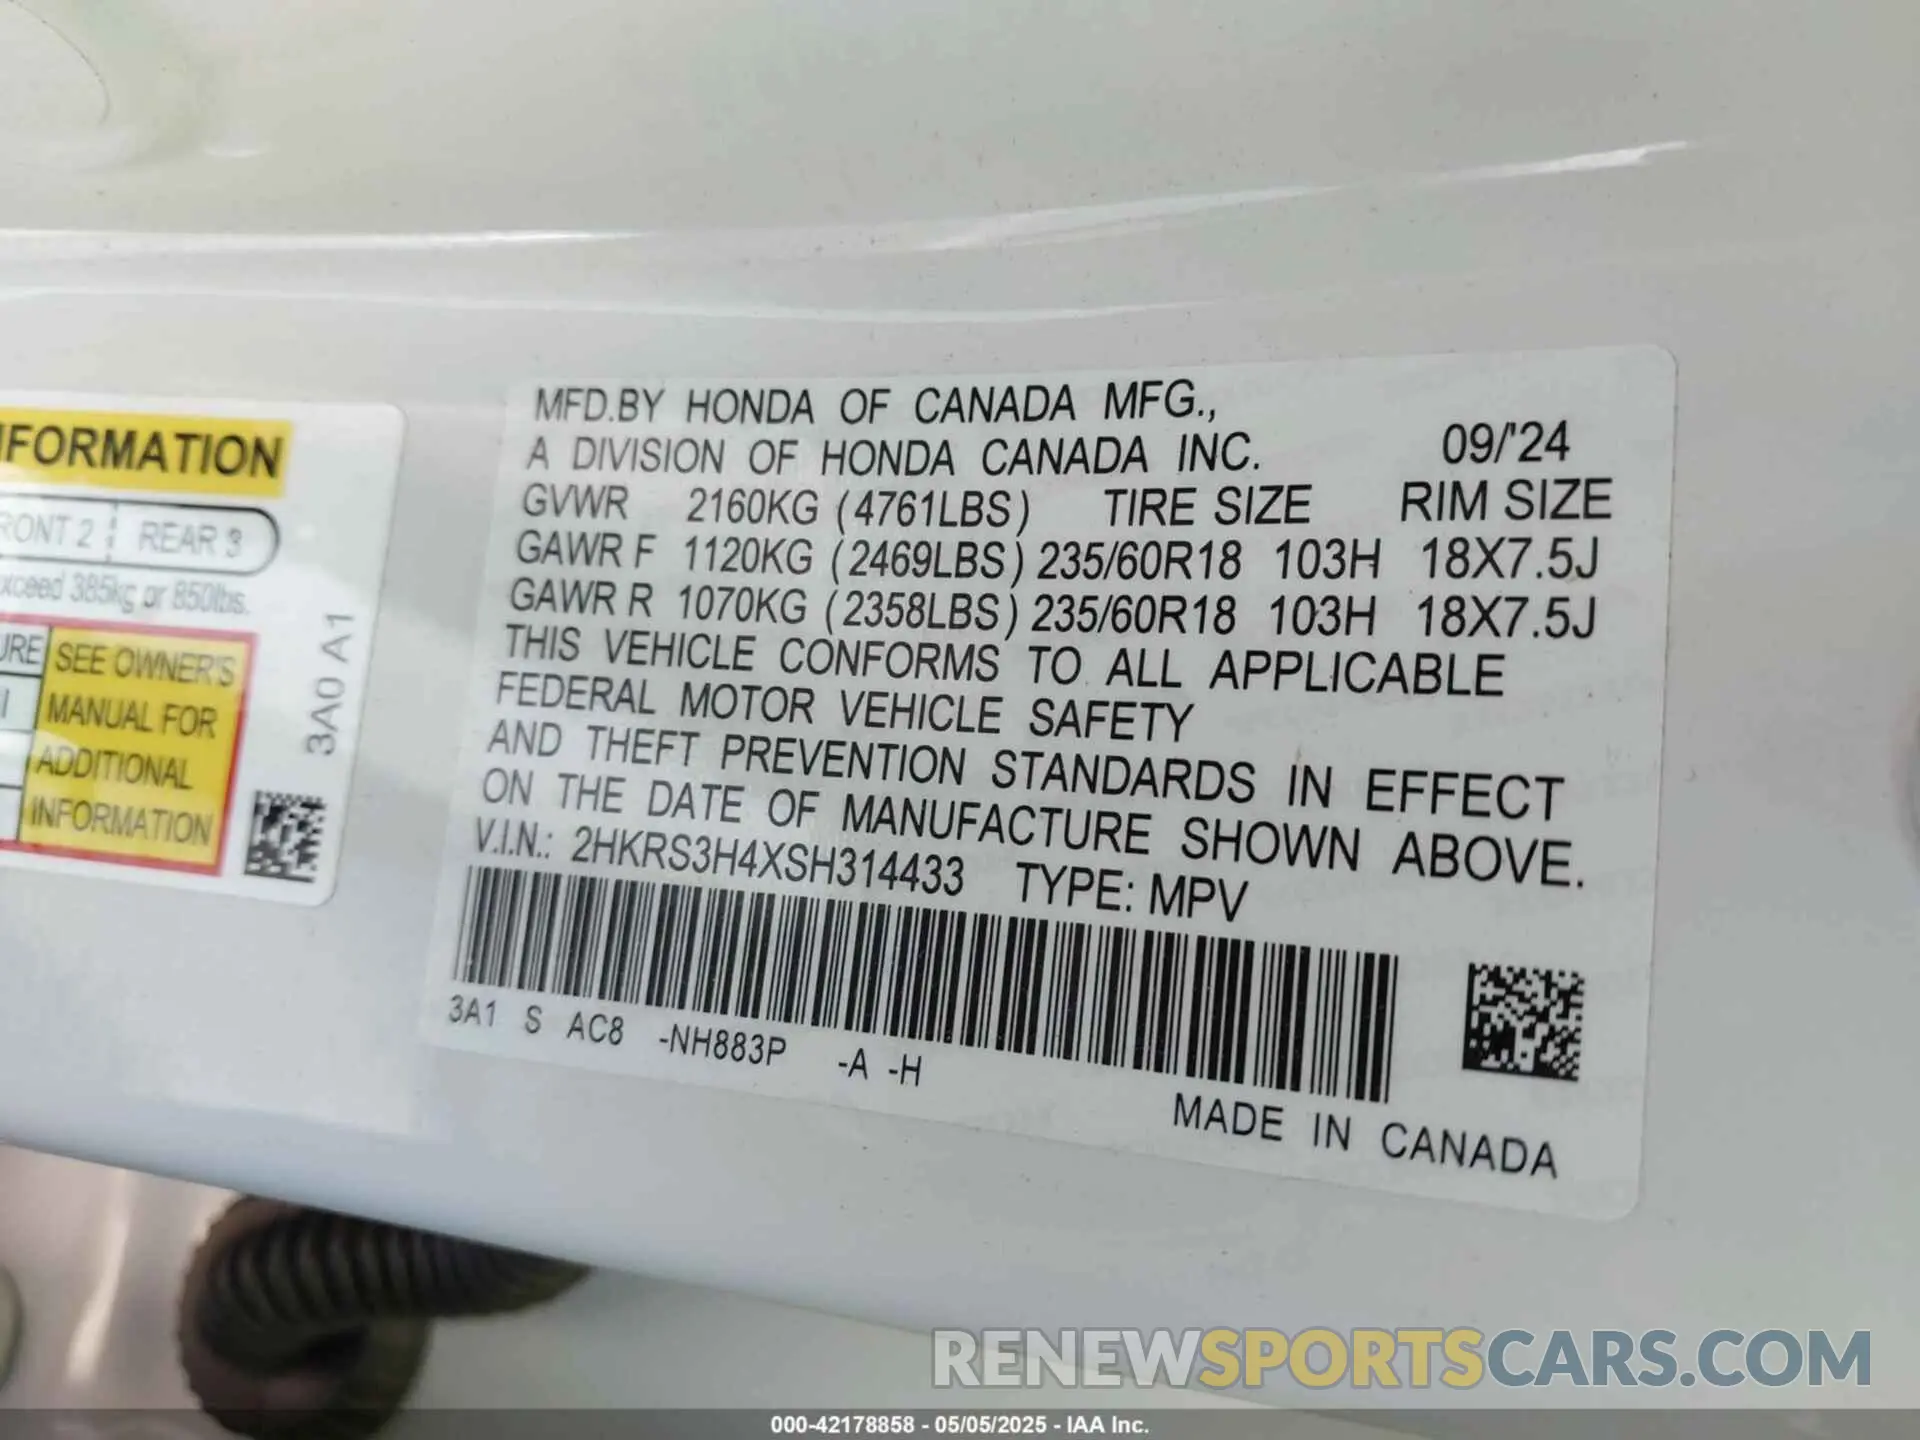 MFD.BY HONDA OF CANADA MFG.,
A DIVISION OF HONDA CANADA INC. 09/'24
GVWR 2160KG (4761LBS) TIRE SIZE RIM SIZE
GAWR F 1120KG (2469LBS) 235/60R18 103H 18X7.5J
GAWR R 1070KG (2358LBS) 235/60R18 103H 18X7.5J
THIS VEHICLE CONFORMS TO ALL APPLICABLE
FEDERAL MOTOR VEHICLE SAFETY
AND THEFT PREVENTION STANDARDS IN EFFECT
ON THE DATE OF MANUFACTURE SHOWN ABOVE.
V.I.N.: 2HKRS3H4XSH314433 TYPE: MPV
3A1 S AC8 -NH883P -A -H
MADE IN CANADA
NFORMATION
RONT 2 REAR 3
xceed 385kg or 850lbs.
URE
SEE OWNER'S
MANUAL FOR
ADDITIONAL
INFORMATION
3A0 A1
RENEWSPORTSCARS.COM
000-42178858 - 05/05/2025 - IAA Inc.